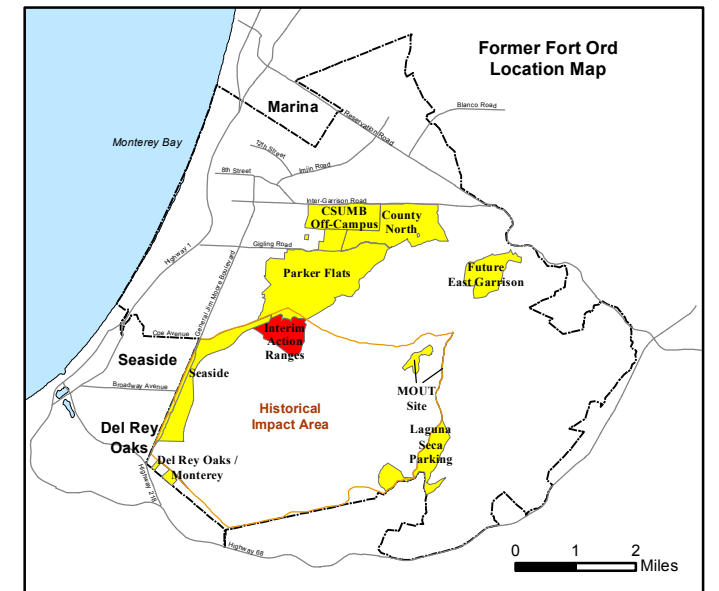 Former Fort Ord
Location Map
Marina
Blanco Road
Reservation Road
Monterey Bay
12th Street
Imjin Road
8th Street
Inter-Garrison Road
CSUMB
Off-Campus
County
North
Gigling Road
Highway 1
Parker Flats
Future
East Garrison
General Jim Moore Boulevard
Coe Avenue
Interim
Action
Ranges
Seaside
Seaside
Broadway Avenue
MOUT
Site
Historical
Impact Area
Del Rey
Oaks
Laguna
Seca
Parking
Del Rey Oaks /
Monterey
Highway 218
Highway 68
0 1 2
Miles